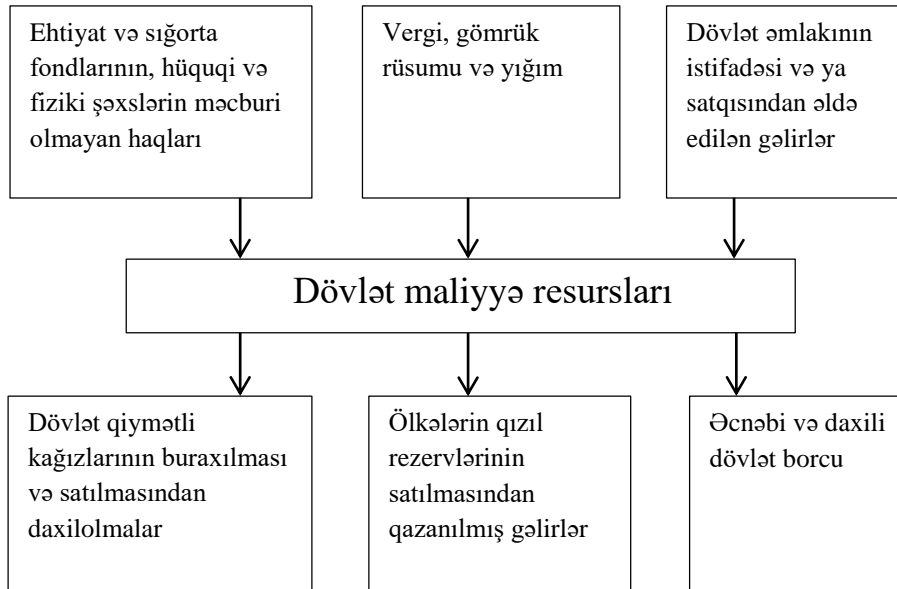 Ehtiyat və sığorta
fondlarının, hüquqi və
fiziki şəxslərin məcburi
olmayan haqları
Vergi, gömrük
rüsumu və yığım
Dövlət əmlakının
istifadəsi və ya
satqısından əldə
edilən gəlirlər
Dövlət maliyyə resursları
Dövlət qiymətli
kağızlarının buraxılması
və satılmasından
daxilolmalar
Ölkələrin qızıl
rezervlərinin
satılmasından
qazanılmış gəlirlər
Əcnəbi və daxili
dövlət borcu